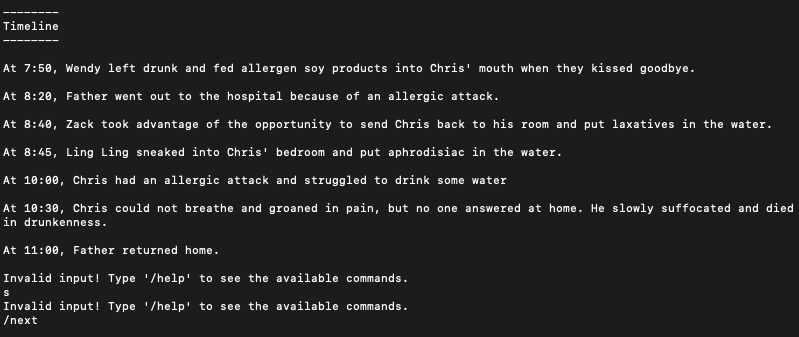 --------
Timeline
--------
At 7:50, Wendy left drunk and fed allergen soy products into Chris' mouth when they kissed goodbye.
At 8:20, Father went out to the hospital because of an allergic attack.
At 8:40, Zack took advantage of the opportunity to send Chris back to his room and put laxatives in the water.
At 8:45, Ling Ling sneaked into Chris' bedroom and put aphrodisiac in the water.
At 10:00, Chris had an allergic attack and struggled to drink some water
At 10:30, Chris could not breathe and groaned in pain, but no one answered at home. He slowly suffocated and died
in drunkenness.
At 11:00, Father returned home.
Invalid input! Type '/help' to see the available commands.
s
Invalid input! Type '/help' to see the available commands.
/next